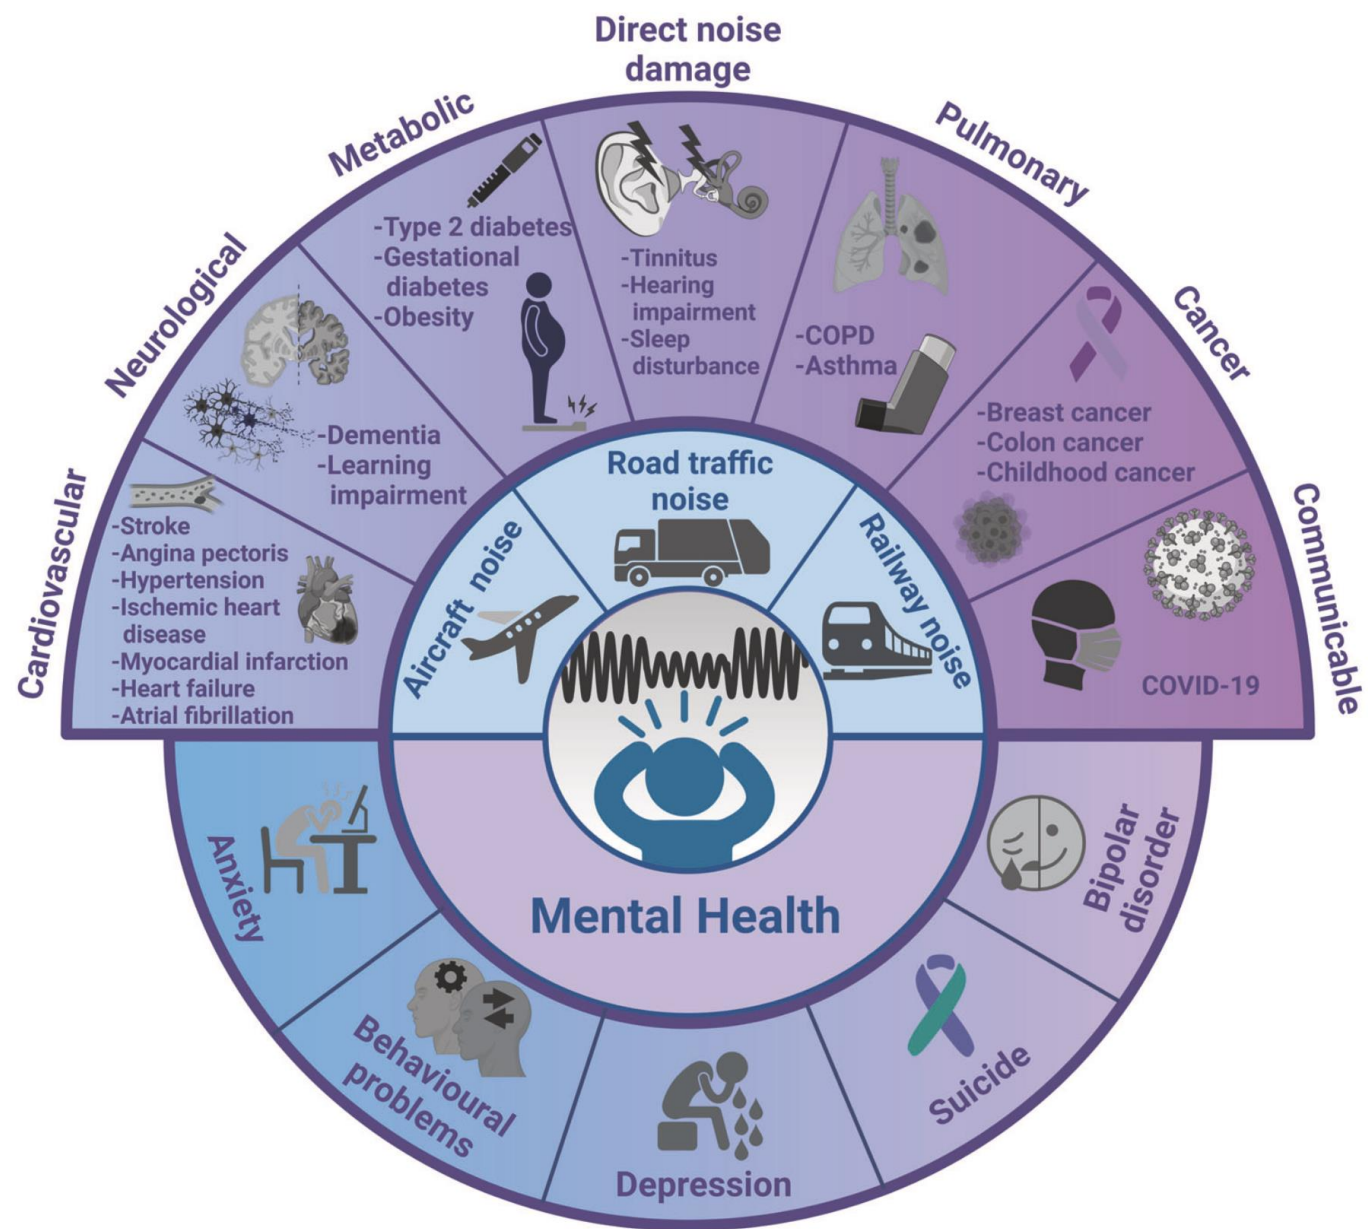 Direct noise
damage
Metabolic
Pulmonary
Neurological
Cancer
Cardiovascular
Communicable
-Type 2 diabetes
-Gestational
diabetes
-Obesity
-Tinnitus
-Hearing
impairment
-Sleep
disturbance
-COPD
-Asthma
-Dementia
-Learning
impairment
-Breast cancer
-Colon cancer
-Childhood cancer
-Stroke
-Angina pectoris
-Hypertension
-Ischemic heart
disease
-Myocardial infarction
-Heart failure
-Atrial fibrillation
COVID-19
Aircraft noise
Road traffic
noise
Railway noise
Mental Health
Anxiety
Behavioural
problems
Depression
Suicide
Bipolar
disorder